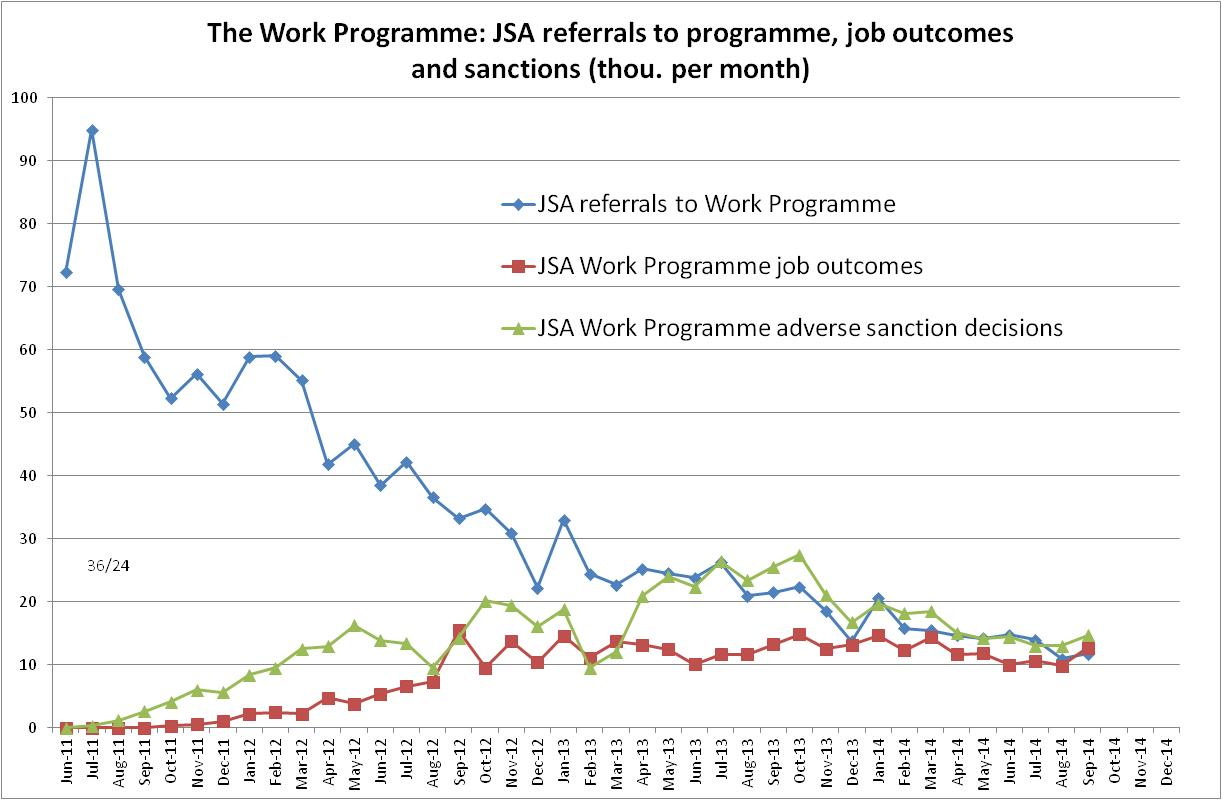 The Work Programme: JSA referrals to programme, job outcomes
and sanctions (thou. per month)
100
90
80
70
60
50
40
30
20
10
0
JSA referrals to Work Programme
JSA Work Programme job outcomes
JSA Work Programme adverse sanction decisions
36/24
Jun-11
Jul-11
Aug-11
Sep-11
Oct-11
Nov-11
Dec-11
Jan-12
Feb-12
Mar-12
Apr-12
May-12
Jun-12
Jul-12
Aug-12
Sep-12
Oct-12
Nov-12
Dec-12
Jan-13
Feb-13
Mar-13
Apr-13
May-13
Jun-13
Jul-13
Aug-13
Sep-13
Oct-13
Nov-13
Dec-13
Jan-14
Feb-14
Mar-14
Apr-14
May-14
Jun-14
Jul-14
Aug-14
Sep-14
Oct-14
Nov-14
Dec-14